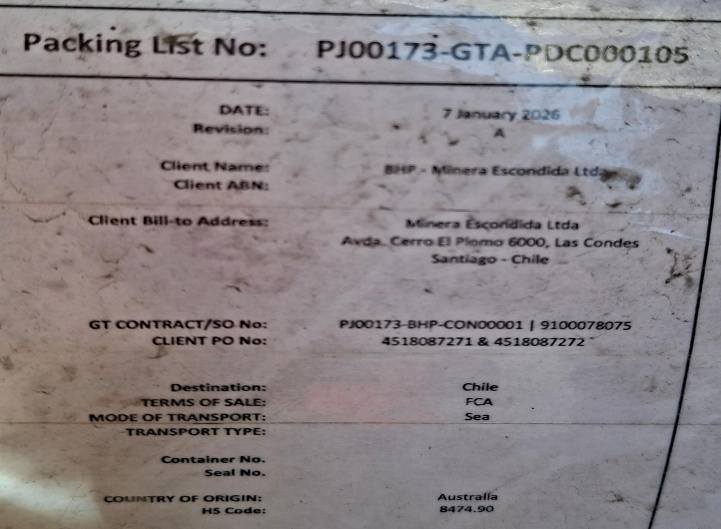 Packing List No: PJ00173-GTA-PDC000105
DATE: 7 January 2026
Revision: A
Client Name: BHP - Minera Escondida Ltda
Client ABN:
Client Bill-to Address: Minera Escondida Ltda
Avda. Cerro El Plomo 6000, Las Condes
Santiago - Chile
GT CONTRACT/SO No: PJ00173-BHP-CON00001 | 9100078075
CLIENT PO No: 4518087271 & 4518087272
Destination: Chile
TERMS OF SALE: FCA
MODE OF TRANSPORT: Sea
TRANSPORT TYPE:
Container No.
Seal No.
COUNTRY OF ORIGIN: Australia
HS Code: 8474.90